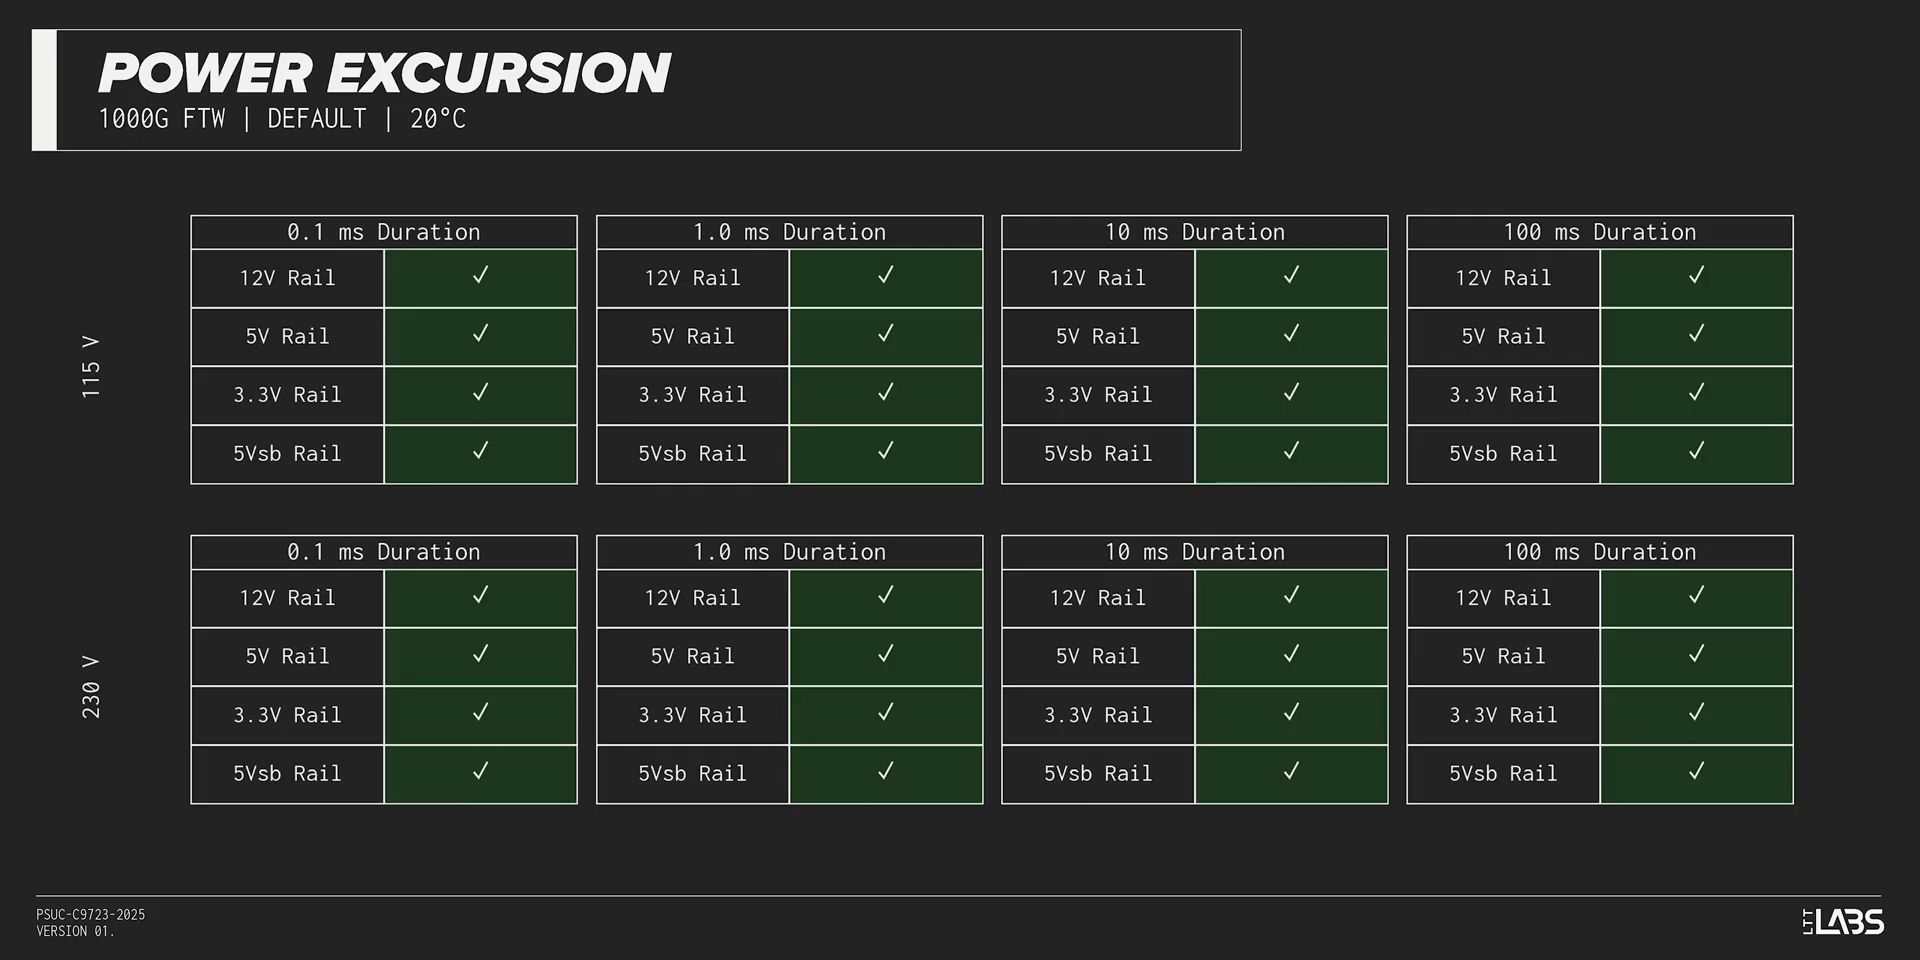 POWER EXCURSION
1000G FTW | DEFAULT | 20°C
115 V
0.1 ms Duration
12V Rail ✓
5V Rail ✓
3.3V Rail ✓
5Vsb Rail ✓
1.0 ms Duration
12V Rail ✓
5V Rail ✓
3.3V Rail ✓
5Vsb Rail ✓
10 ms Duration
12V Rail ✓
5V Rail ✓
3.3V Rail ✓
5Vsb Rail ✓
100 ms Duration
12V Rail ✓
5V Rail ✓
3.3V Rail ✓
5Vsb Rail ✓
230 V
0.1 ms Duration
12V Rail ✓
5V Rail ✓
3.3V Rail ✓
5Vsb Rail ✓
1.0 ms Duration
12V Rail ✓
5V Rail ✓
3.3V Rail ✓
5Vsb Rail ✓
10 ms Duration
12V Rail ✓
5V Rail ✓
3.3V Rail ✓
5Vsb Rail ✓
100 ms Duration
12V Rail ✓
5V Rail ✓
3.3V Rail ✓
5Vsb Rail ✓
PSUC-C9723-2025
VERSION 01.
LTT LABS